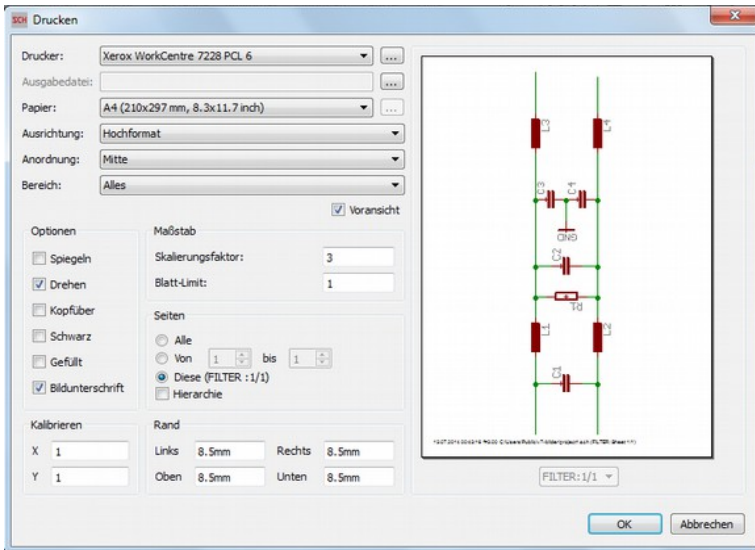 SCH Drucken
Drucker: Xerox WorkCentre 7228 PCL 6 ...
Ausgabedatei: ...
Papier: A4 (210x297 mm, 8.3x11.7 inch) ...
Ausrichtung: Hochformat
Anordnung: Mitte
Bereich: Alles
Voransicht
Optionen
Spiegeln
Drehen
Kopfüber
Schwarz
Gefüllt
Bildunterschrift
Maßstab
Skalierungsfaktor: 3
Blatt-Limit: 1
Seiten
Alle
Von 1 bis 1
Diese (FILTER :1/1)
Hierarchie
Kalibrieren
X 1
Y 1
Rand
Links 8.5mm Rechts 8.5mm
Oben 8.5mm Unten 8.5mm
L3 L4
C3 C4
GND
C2
R1
L1 L2
C1
FILTER:1/1
OK Abbrechen